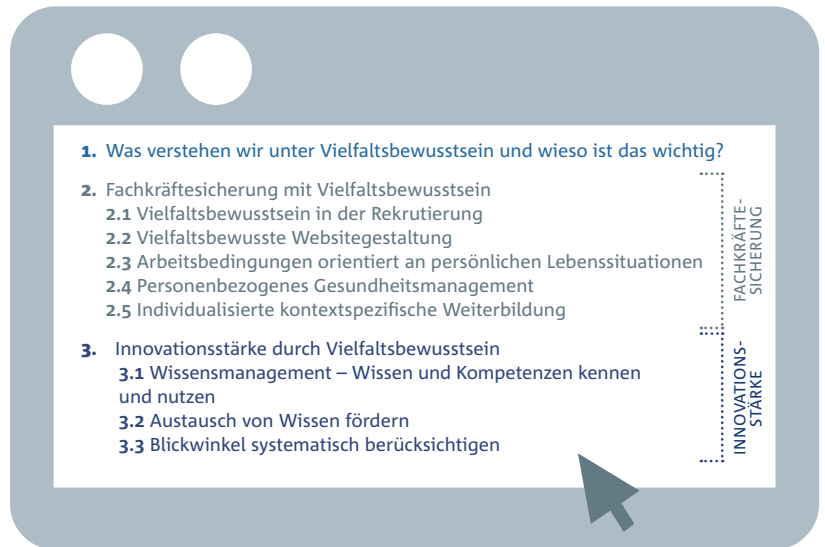 1. Was verstehen wir unter Vielfaltsbewusstsein und wieso ist das wichtig?
2. Fachkräftesicherung mit Vielfaltsbewusstsein
2.1 Vielfaltsbewusstsein in der Rekrutierung
2.2 Vielfaltsbewusste Websitegestaltung
2.3 Arbeitsbedingungen orientiert an persönlichen Lebenssituationen
2.4 Personenbezogenes Gesundheitsmanagement
2.5 Individualisierte kontextspezifische Weiterbildung
FACHKRÄFTE-
SICHERUNG
3. Innovationsstärke durch Vielfaltsbewusstsein
3.1 Wissensmanagement – Wissen und Kompetenzen kennen
und nutzen
3.2 Austausch von Wissen fördern
3.3 Blickwinkel systematisch berücksichtigen
INNOVATIONS-
STÄRKE